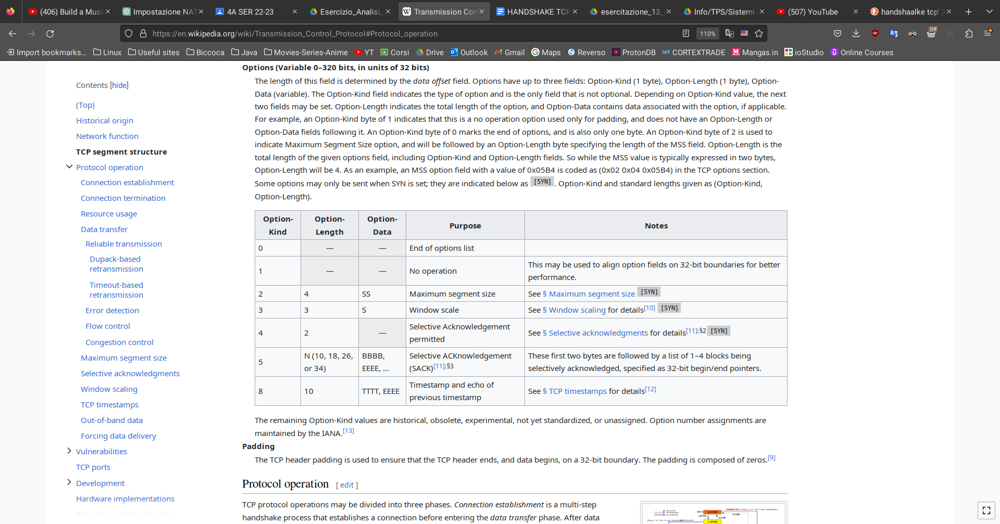 (406) Build a Musi
Impostazione NAT
4A SER 22-23
Esercizio_Analisi_
Transmission Con
HANDSHAKE TCP
esercitazione_13_
Info/TPS/Sistemi -
(507) YouTube
handshaalke tcp' 3
https://en.wikipedia.org/wiki/Transmission_Control_Protocol#Protocol_operation
110%
Off
Import bookmarks...
Linux
Useful sites
Biccoca
Java
Movies-Series-Anime
YT
Corsi
Drive
Outlook
Gmail
Maps
Reverso
ProtonDB
CORTEXTRADE
Mangas.in
ioStudio
Online Courses
Contents [hide]
(Top)
Historical origin
Network function
TCP segment structure
Protocol operation
Connection establishment
Connection termination
Resource usage
Data transfer
Reliable transmission
Dupack-based
retransmission
Timeout-based
retransmission
Error detection
Flow control
Congestion control
Maximum segment size
Selective acknowledgments
Window scaling
TCP timestamps
Out-of-band data
Forcing data delivery
Vulnerabilities
TCP ports
Development
Hardware implementations
Options (Variable 0–320 bits, in units of 32 bits)
The length of this field is determined by the data offset field. Options have up to three fields: Option-Kind (1 byte), Option-Length (1 byte), Option-
Data (variable). The Option-Kind field indicates the type of option and is the only field that is not optional. Depending on Option-Kind value, the next
two fields may be set. Option-Length indicates the total length of the option, and Option-Data contains data associated with the option, if applicable.
For example, an Option-Kind byte of 1 indicates that this is a no operation option used only for padding, and does not have an Option-Length or
Option-Data fields following it. An Option-Kind byte of 0 marks the end of options, and is also only one byte. An Option-Kind byte of 2 is used to
indicate Maximum Segment Size option, and will be followed by an Option-Length byte specifying the length of the MSS field. Option-Length is the
total length of the given options field, including Option-Kind and Option-Length fields. So while the MSS value is typically expressed in two bytes,
Option-Length will be 4. As an example, an MSS option field with a value of 0x05B4 is coded as (0x02 0x04 0x05B4) in the TCP options section.
Some options may only be sent when SYN is set; they are indicated below as [SYN]. Option-Kind and standard lengths given as (Option-Kind,
Option-Length).
Option-Kind Option-Length Option-Data Purpose Notes
0 — — End of options list
1 — — No operation This may be used to align option fields on 32-bit boundaries for better
performance.
2 4 SS Maximum segment size See § Maximum segment size [SYN]
3 3 S Window scale See § Window scaling for details[10] [SYN]
4 2 — Selective Acknowledgement
permitted See § Selective acknowledgments for details[11]:§2 [SYN]
5 N (10, 18, 26,
or 34) BBBB,
EEEE, ... Selective ACKnowledgement
(SACK)[11]:§3 These first two bytes are followed by a list of 1–4 blocks being
selectively acknowledged, specified as 32-bit begin/end pointers.
8 10 TTTT, EEEE Timestamp and echo of
previous timestamp See § TCP timestamps for details[12]
The remaining Option-Kind values are historical, obsolete, experimental, not yet standardized, or unassigned. Option number assignments are
maintained by the IANA.[13]
Padding
The TCP header padding is used to ensure that the TCP header ends, and data begins, on a 32-bit boundary. The padding is composed of zeros.[9]
Protocol operation [ edit ]
TCP protocol operations may be divided into three phases. Connection establishment is a multi-step
handshake process that establishes a connection before entering the data transfer phase. After data
CLOSED
LISTEN